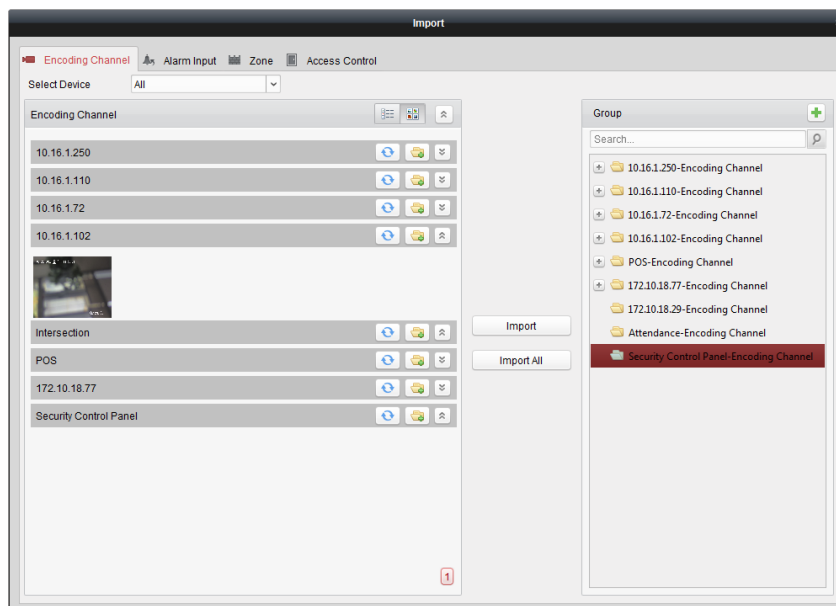 Import
Encoding Channel Alarm Input Zone Access Control
Select Device All
Encoding Channel
10.16.1.250
10.16.1.110
10.16.1.72
10.16.1.102
Intersection
POS
172.10.18.77
Security Control Panel
1
Import
Import All
Group
Search...
10.16.1.250-Encoding Channel
10.16.1.110-Encoding Channel
10.16.1.72-Encoding Channel
10.16.1.102-Encoding Channel
POS-Encoding Channel
172.10.18.77-Encoding Channel
172.10.18.29-Encoding Channel
Attendance-Encoding Channel
Security Control Panel-Encoding Channel